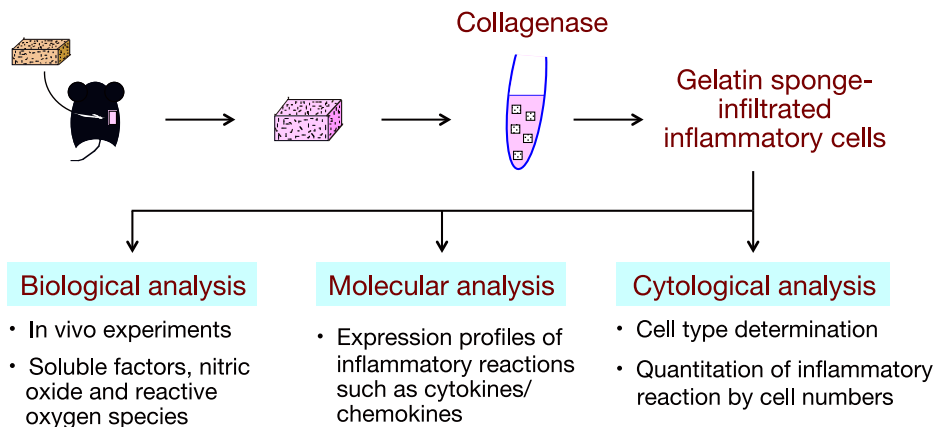 Collagenase
Gelatin sponge-
infiltrated
inflammatory cells
Biological analysis
• In vivo experiments
• Soluble factors, nitric
oxide and reactive
oxygen species
Molecular analysis
• Expression profiles of
inflammatory reactions
such as cytokines/
chemokines
Cytological analysis
• Cell type determination
• Quantitation of inflammatory
reaction by cell numbers